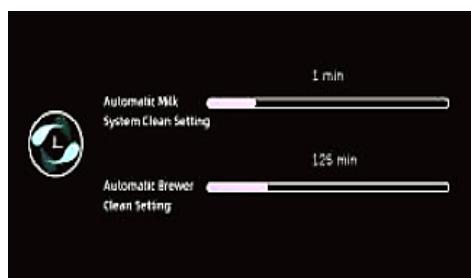 1 min
Automatic Milk
System Clean Setting
125 min
Automatic Brewer
Clean Setting